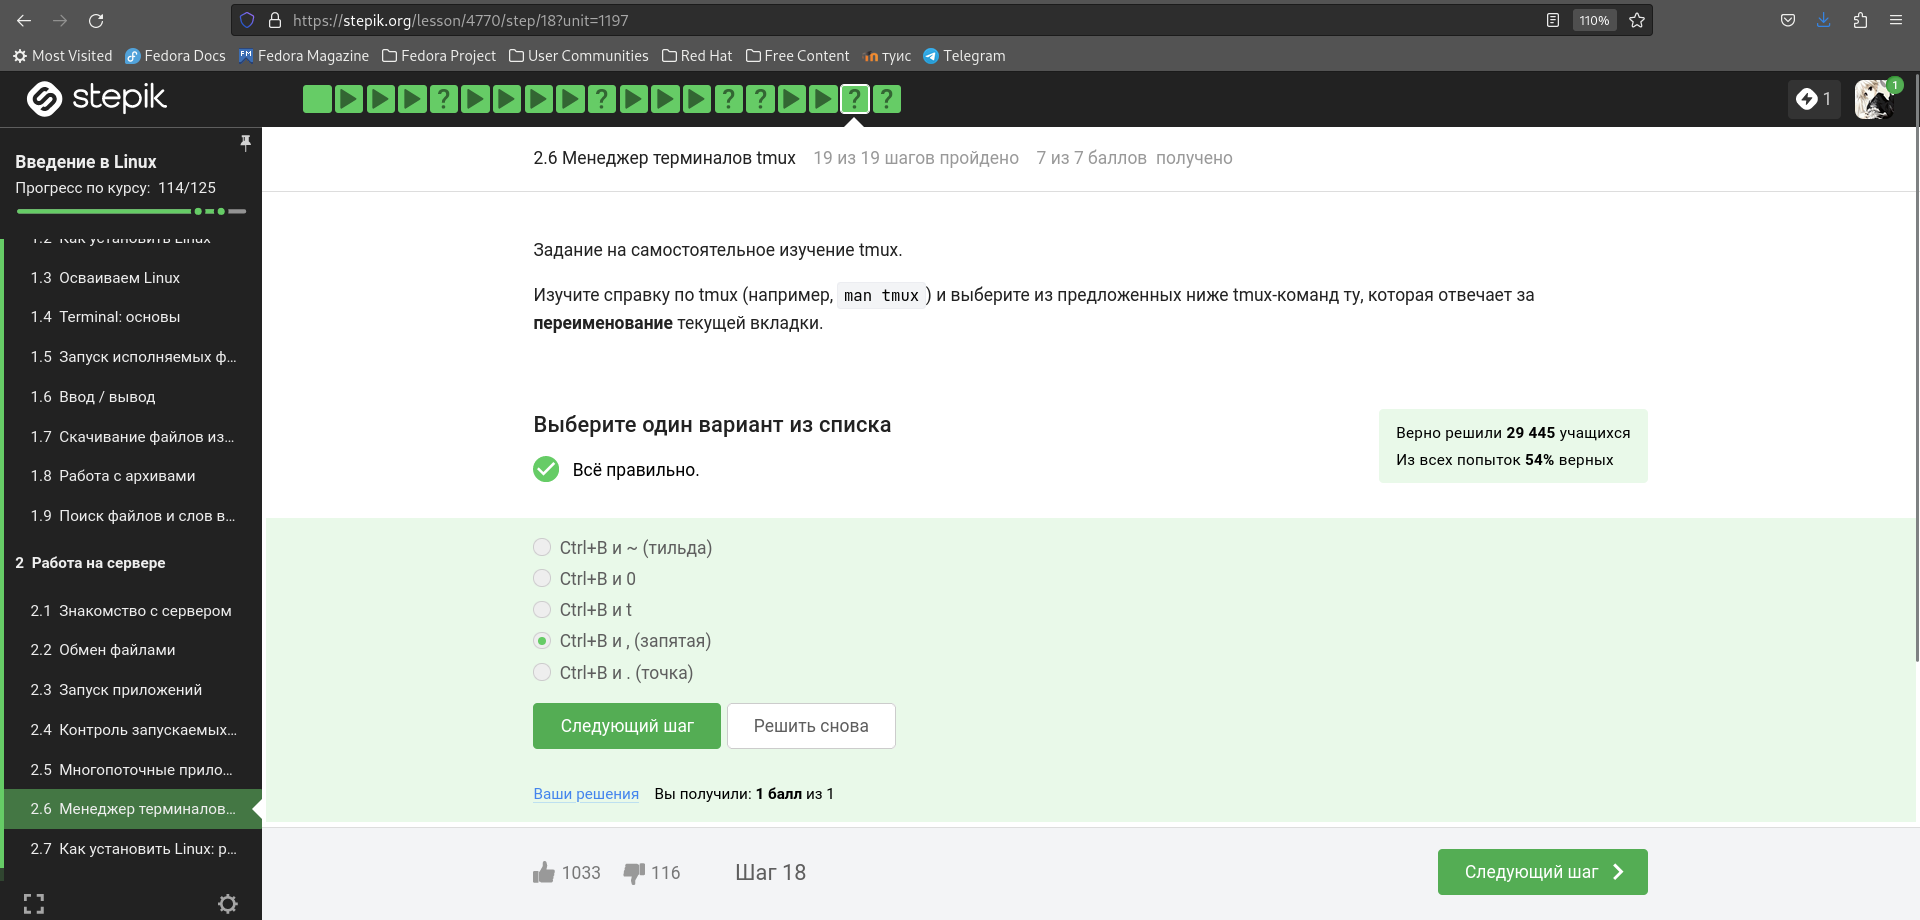 https://stepik.org/lesson/4770/step/18?unit=1197
110%
Most Visited
Fedora Docs
Fedora Magazine
Fedora Project
User Communities
Red Hat
Free Content
туис
Telegram
stepik
1
1
Введение в Linux
Прогресс по курсу: 114/125
1.2 Как установить Linux
1.3 Осваиваем Linux
1.4 Terminal: основы
1.5 Запуск исполняемых ф...
1.6 Ввод / вывод
1.7 Скачивание файлов из...
1.8 Работа с архивами
1.9 Поиск файлов и слов в...
2 Работа на сервере
2.1 Знакомство с сервером
2.2 Обмен файлами
2.3 Запуск приложений
2.4 Контроль запускаемых...
2.5 Многопоточные прило...
2.6 Менеджер терминалов...
2.7 Как установить Linux: р...
2.6 Менеджер терминалов tmux 19 из 19 шагов пройдено 7 из 7 баллов получено
Задание на самостоятельное изучение tmux.
Изучите справку по tmux (например, man tmux) и выберите из предложенных ниже tmux-команд ту, которая отвечает за
переименование текущей вкладки.
Выберите один вариант из списка
Всё правильно.
Верно решили 29 445 учащихся
Из всех попыток 54% верных
Ctrl+B и ~ (тильда)
Ctrl+B и 0
Ctrl+B и t
Ctrl+B и , (запятая)
Ctrl+B и . (точка)
Следующий шаг
Решить снова
Ваши решения Вы получили: 1 балл из 1
1033
116
Шаг 18
Следующий шаг